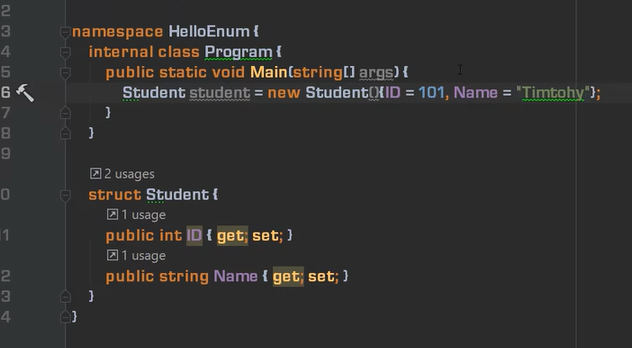 2
3 namespace HelloEnum {
4 internal class Program {
5 public static void Main(string[] args) {
6 Student student = new Student(){ID = 101, Name = "Timtohy"};
7 }
8 }
9
↗ 2 usages
0 struct Student {
↗ 1 usage
1 public int ID { get; set; }
↗ 1 usage
2 public string Name { get; set; }
3 }
4 }